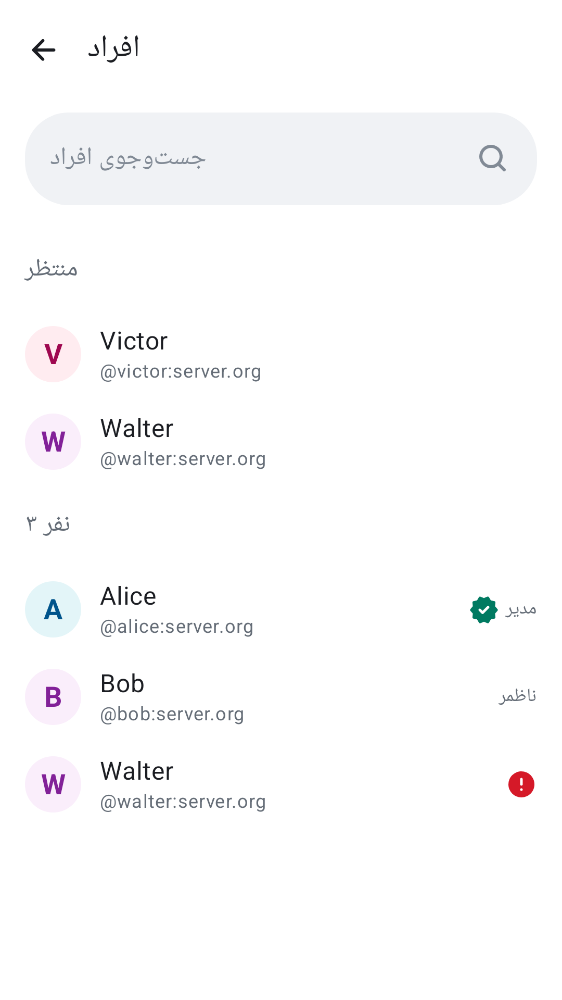 افراد
جست‌وجوی افراد
منتظر
V
Victor
@victor:server.org
W
Walter
@walter:server.org
۳ نفر
A
Alice
@alice:server.org
مدیر
B
Bob
@bob:server.org
ناظمر
W
Walter
@walter:server.org